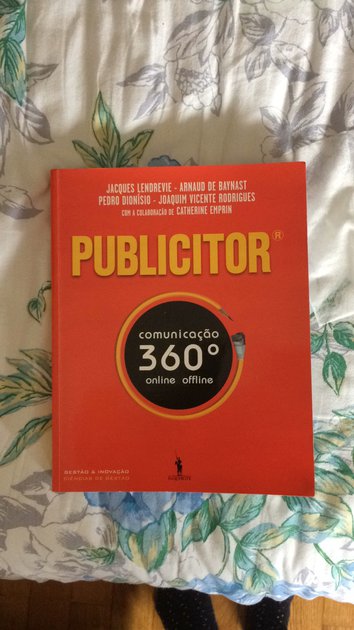 JACQUES LENDREVIE - ARNAUD DE BAYNAST
PEDRO DIONÍSIO - JOAQUIM VICENTE RODRIGUES
COM A COLABORAÇÃO DE CATHERINE EMPRIN
PUBLICITOR®
comunicação
360º
online offline
GESTÃO & INOVAÇÃO
CIÊNCIAS DE GESTÃO